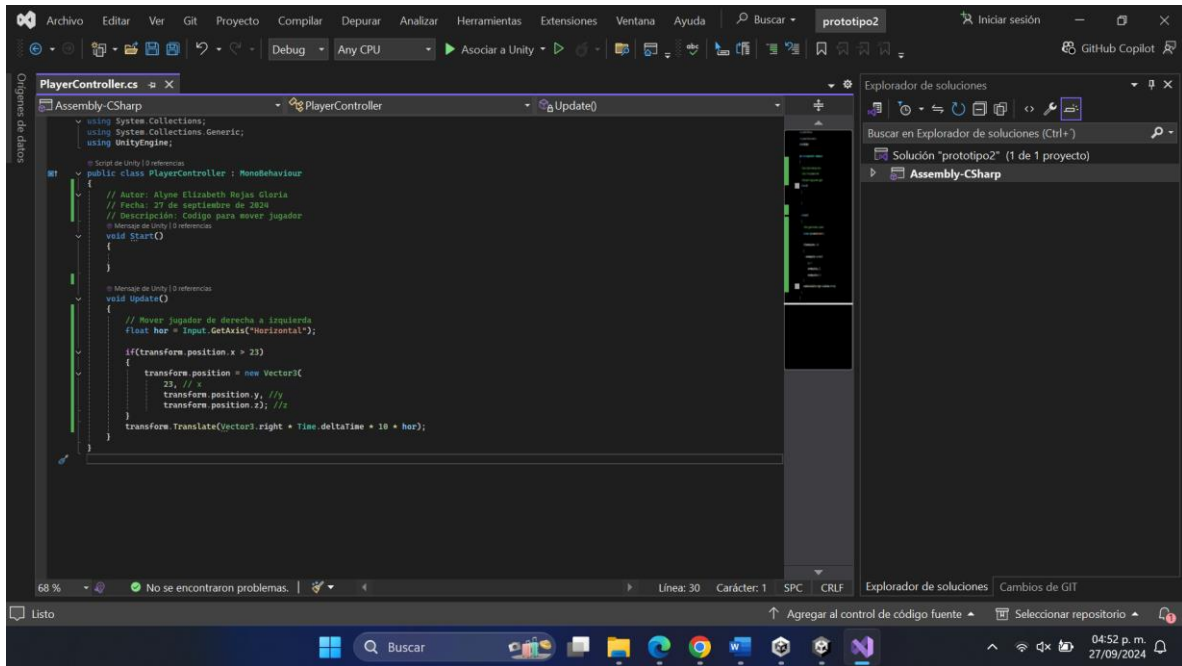 Archivo Editar Ver Git Proyecto Compilar Depurar Analizar Herramientas Extensiones Ventana Ayuda Buscar prototipo2 Iniciar sesión
Debug Any CPU Asociar a Unity GitHub Copilot
Orígenes de datos
PlayerController.cs
Assembly-CSharp PlayerController Update()
using System.Collections;
using System.Collections.Generic;
using UnityEngine;
Script de Unity | 0 referencias
public class PlayerController : MonoBehaviour
{
// Autor: Alyne Elizabeth Rojas Gloria
// Fecha: 27 de septiembre de 2024
// Descripción: Codigo para mover jugador
Mensaje de Unity | 0 referencias
void Start()
{
}
Mensaje de Unity | 0 referencias
void Update()
{
// Mover jugador de derecha a izquierda
float hor = Input.GetAxis("Horizontal");
if(transform.position.x > 23)
{
transform.position = new Vector3(
23, // x
transform.position.y, //y
transform.position.z); //z
}
transform.Translate(Vector3.right * Time.deltaTime * 10 * hor);
}
}
Explorador de soluciones
Buscar en Explorador de soluciones (Ctrl+´)
Solución "prototipo2" (1 de 1 proyecto)
Assembly-CSharp
68 % No se encontraron problemas. Línea: 30 Carácter: 1 SPC CRLF
Explorador de soluciones Cambios de GIT
Listo Agregar al control de código fuente Seleccionar repositorio 1
Buscar
04:52 p. m.
27/09/2024